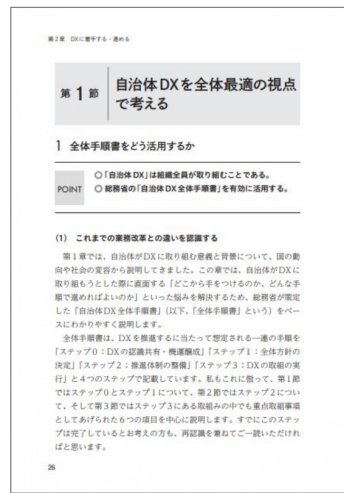 第2章 DXに着手する・進める
第1節
自治体DXを全体最適の視点
で考える
1 全体手順書をどう活用するか
POINT
◎「自治体DX」は組織全員が取り組むことである。
◎ 総務省の「自治体DX全体手順書」を有効に活用する。
(1) これまでの業務改革との違いを認識する
第1章では、自治体がDXに取り組む意義と背景について、国の動
向や社会の変容から説明してきました。この章では、自治体がDXに
取り組もうとした際に直面する「どこから手をつけるのか、どんな手
順で進めればよいのか」といった悩みを解決するため、総務省が策定
した「自治体DX全体手順書」(以下、「全体手順書」という)をベー
スにわかりやすく説明します。
全体手順書は、DXを推進するに当たって想定される一連の手順を
「ステップ0:DXの認識共有・機運醸成」「ステップ1:全体方針の
決定」「ステップ2:推進体制の整備」「ステップ3:DXの取組の実
行」と4つのステップで記載しています。私もこれに倣って、第1節
ではステップ0とステップ1について、第2節ではステップ2につい
て、そして第3節ではステップ3にある取組みの中でも重点取組事項
としてあげられた6つの項目を中心に説明します。すでにこのステッ
プは完了しているとお考えの方も、再認識を兼ねてご一読いただけれ
ばと思います。
26